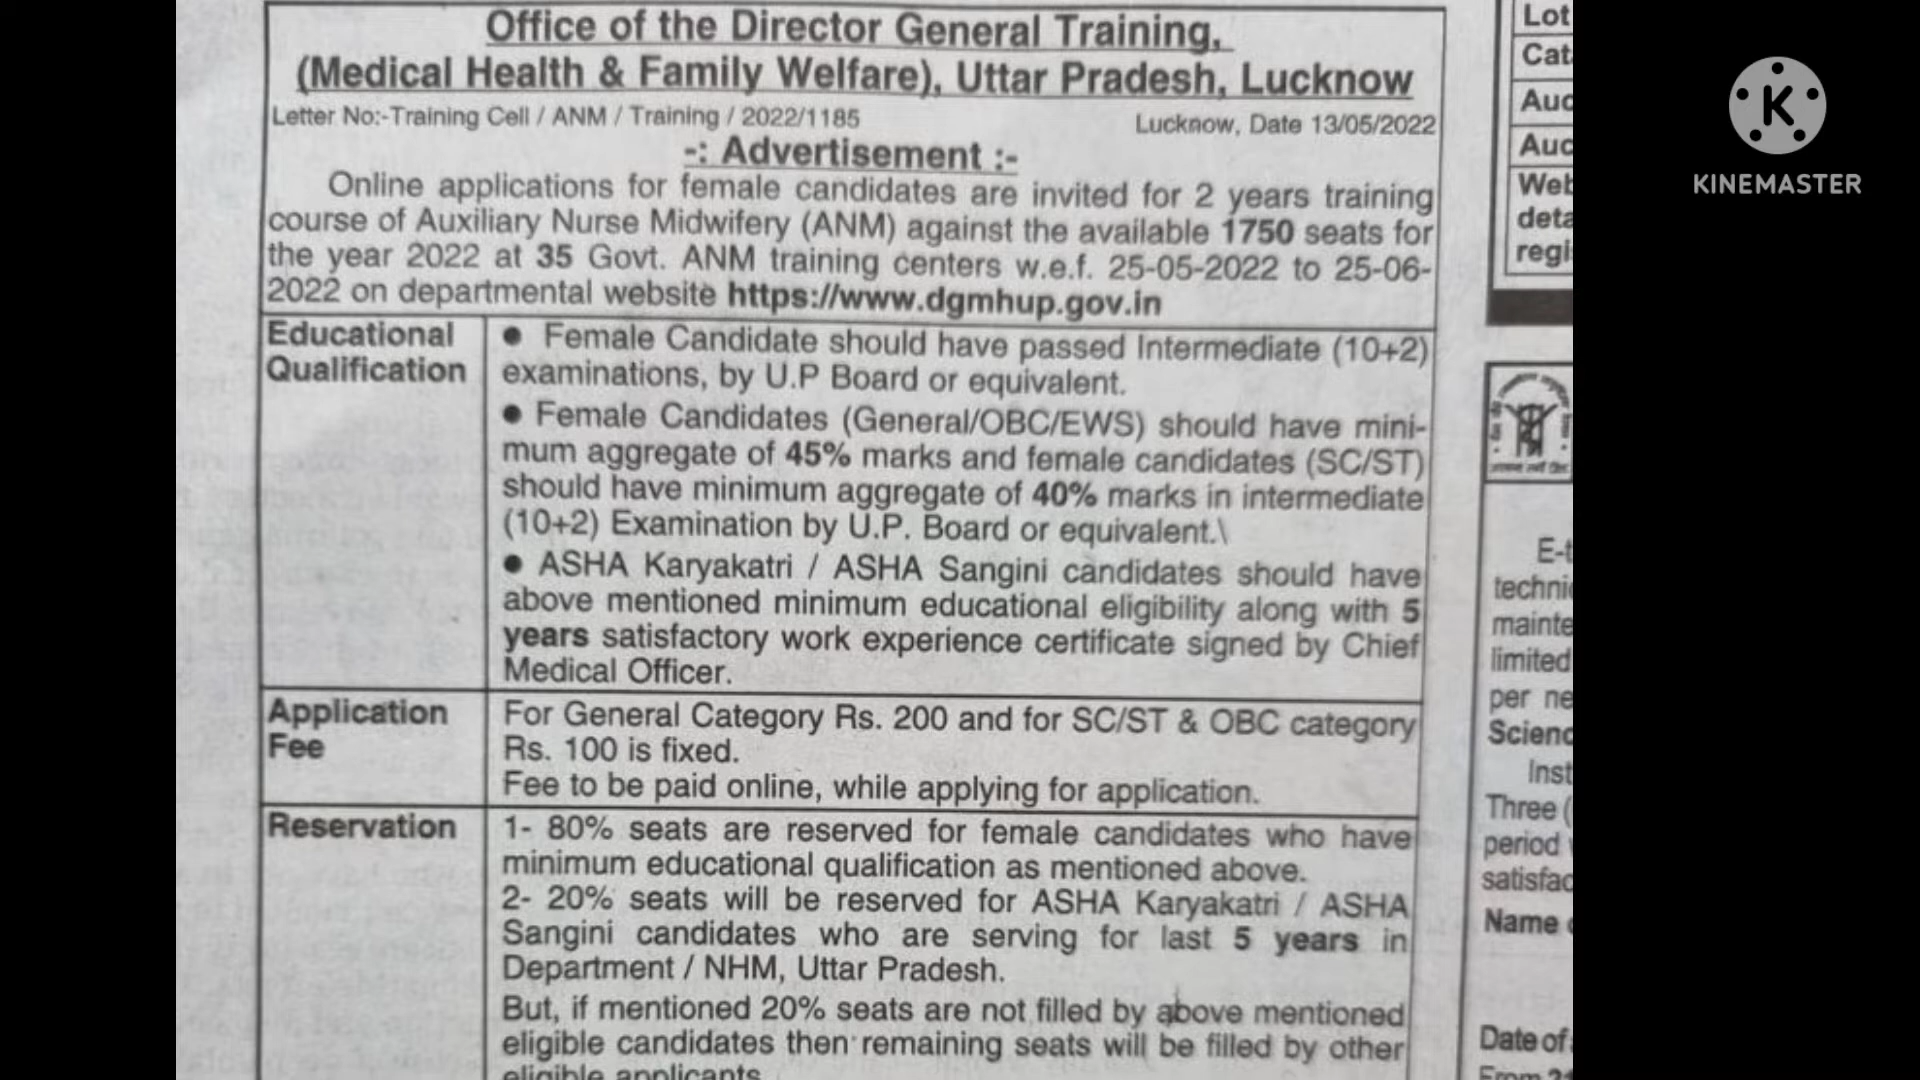 Office of the Director General Training,
(Medical Health & Family Welfare), Uttar Pradesh, Lucknow
Letter No:-Training Cell / ANM / Training / 2022/1185
Lucknow, Date 13/05/2022
-: Advertisement :-
Online applications for female candidates are invited for 2 years training
course of Auxiliary Nurse Midwifery (ANM) against the available 1750 seats for
the year 2022 at 35 Govt. ANM training centers w.e.f. 25-05-2022 to 25-06-
2022 on departmental website https://www.dgmhup.gov.in
Educational
Qualification
● Female Candidate should have passed Intermediate (10+2)
examinations, by U.P Board or equivalent.
● Female Candidates (General/OBC/EWS) should have mini-
mum aggregate of 45% marks and female candidates (SC/ST)
should have minimum aggregate of 40% marks in intermediate
(10+2) Examination by U.P. Board or equivalent.\
● ASHA Karyakatri / ASHA Sangini candidates should have
above mentioned minimum educational eligibility along with 5
years satisfactory work experience certificate signed by Chief
Medical Officer.
Application
Fee
For General Category Rs. 200 and for SC/ST & OBC category
Rs. 100 is fixed.
Fee to be paid online, while applying for application.
Reservation
1- 80% seats are reserved for female candidates who have
minimum educational qualification as mentioned above.
2- 20% seats will be reserved for ASHA Karyakatri / ASHA
Sangini candidates who are serving for last 5 years in
Department / NHM, Uttar Pradesh.
But, if mentioned 20% seats are not filled by above mentioned
eligible candidates then remaining seats will be filled by other
eligible applicants
Lot
Cat
Auc
Auc
Web
deta
regi
E-t
techni
mainte
limited
per ne
Scienc
Inst
Three (
period
satisfac
Name
Date of
From
K
KINEMASTER